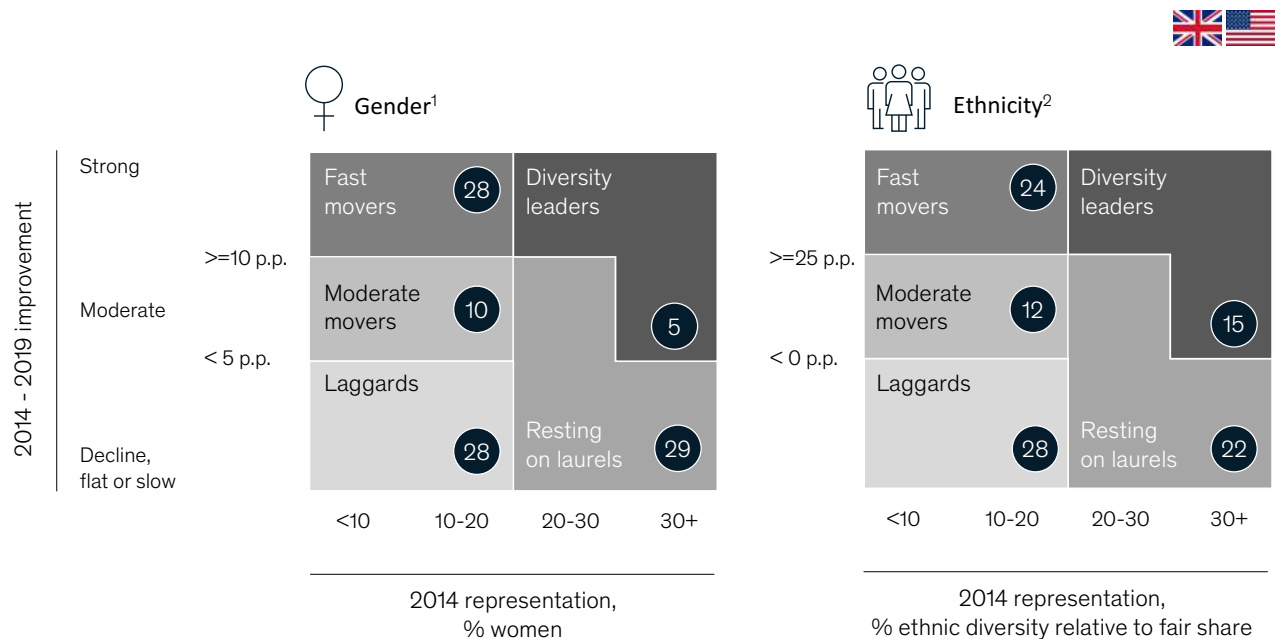 Gender1
Ethnicity2
2014 - 2019 improvement
Strong
>=10 p.p.
Moderate
< 5 p.p.
Decline,
flat or slow
Fast
movers
28
Diversity
leaders
Moderate
movers
10
5
Laggards
28
Resting
on laurels
29
<10
10-20
20-30
30+
2014 representation,
% women
>=25 p.p.
< 0 p.p.
Fast
movers
24
Diversity
leaders
Moderate
movers
12
15
Laggards
28
Resting
on laurels
22
<10
10-20
20-30
30+
2014 representation,
% ethnic diversity relative to fair share